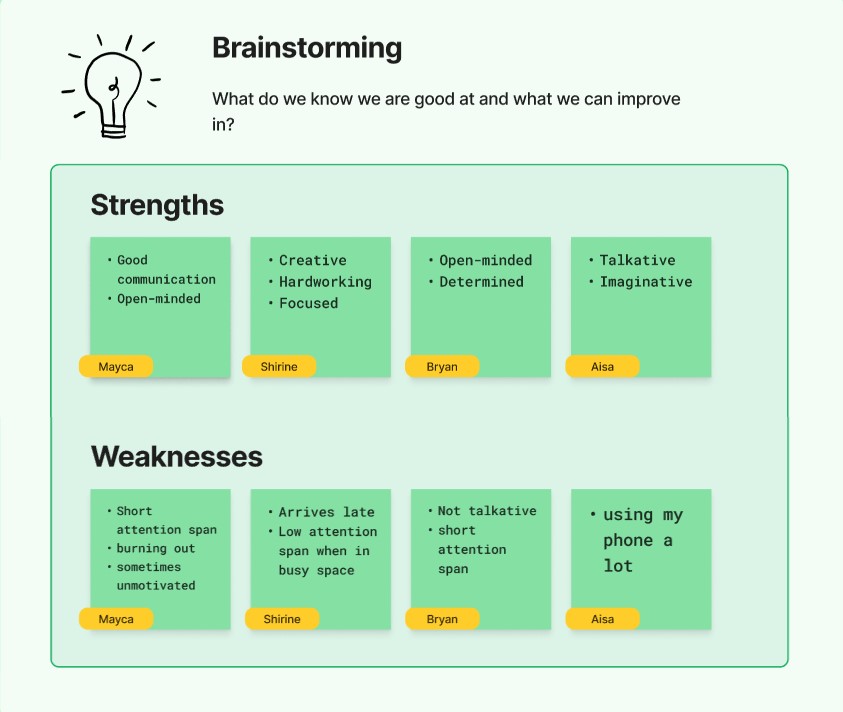 Brainstorming
What do we know we are good at and what we can improve
in?
Strengths
• Good
communication
• Open-minded
Mayca
• Creative
• Hardworking
• Focused
Shirine
• Open-minded
• Determined
Bryan
• Talkative
• Imaginative
Aisa
Weaknesses
• Short
attention span
• burning out
• sometimes
unmotivated
Mayca
• Arrives late
• Low attention
span when in
busy space
Shirine
• Not talkative
• short
attention
span
Bryan
• using my
phone a
lot
Aisa